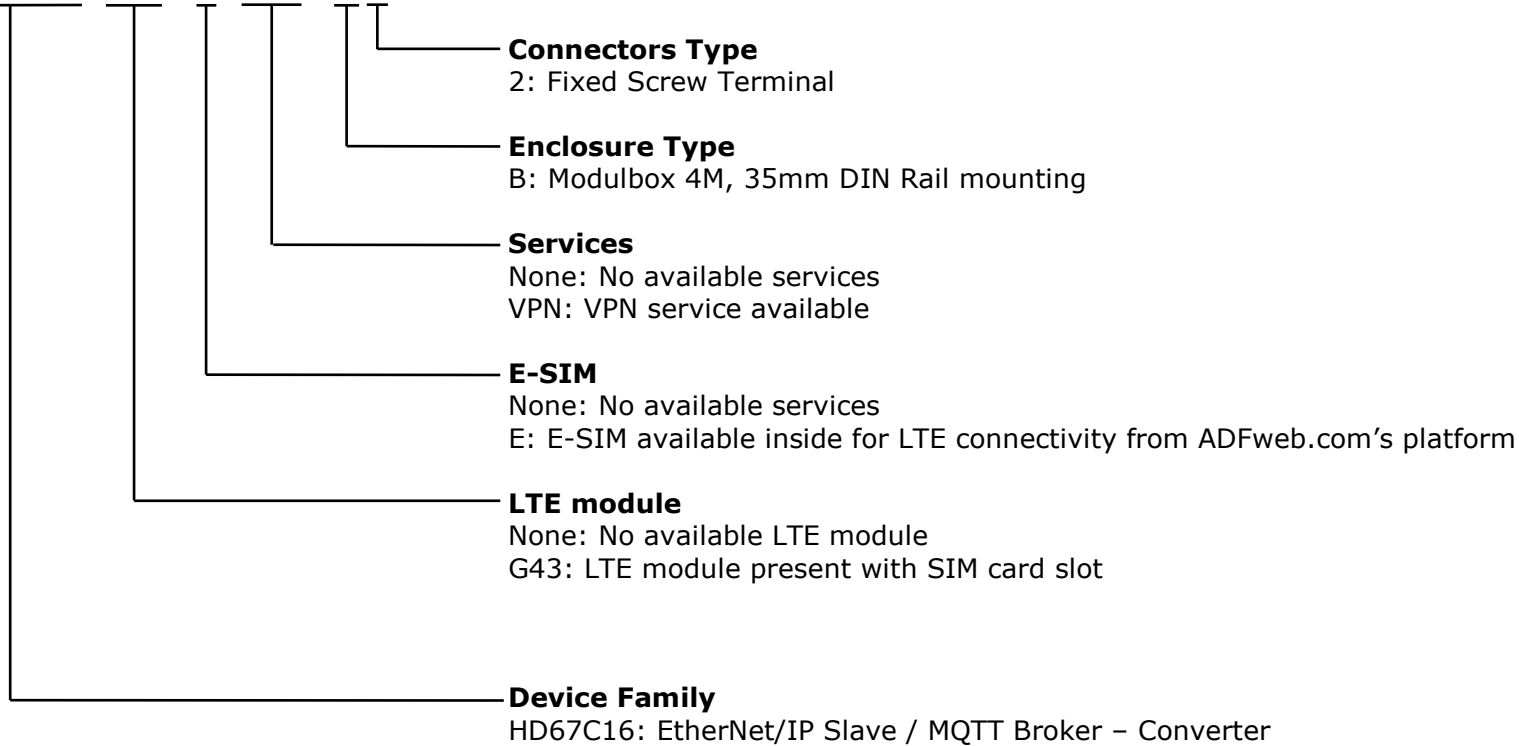 Connectors Type
2: Fixed Screw Terminal
Enclosure Type
B: Modulbox 4M, 35mm DIN Rail mounting
Services
None: No available services
VPN: VPN service available
E-SIM
None: No available services
E: E-SIM available inside for LTE connectivity from ADFweb.com’s platform
LTE module
None: No available LTE module
G43: LTE module present with SIM card slot
Device Family
HD67C16: EtherNet/IP Slave / MQTT Broker – Converter